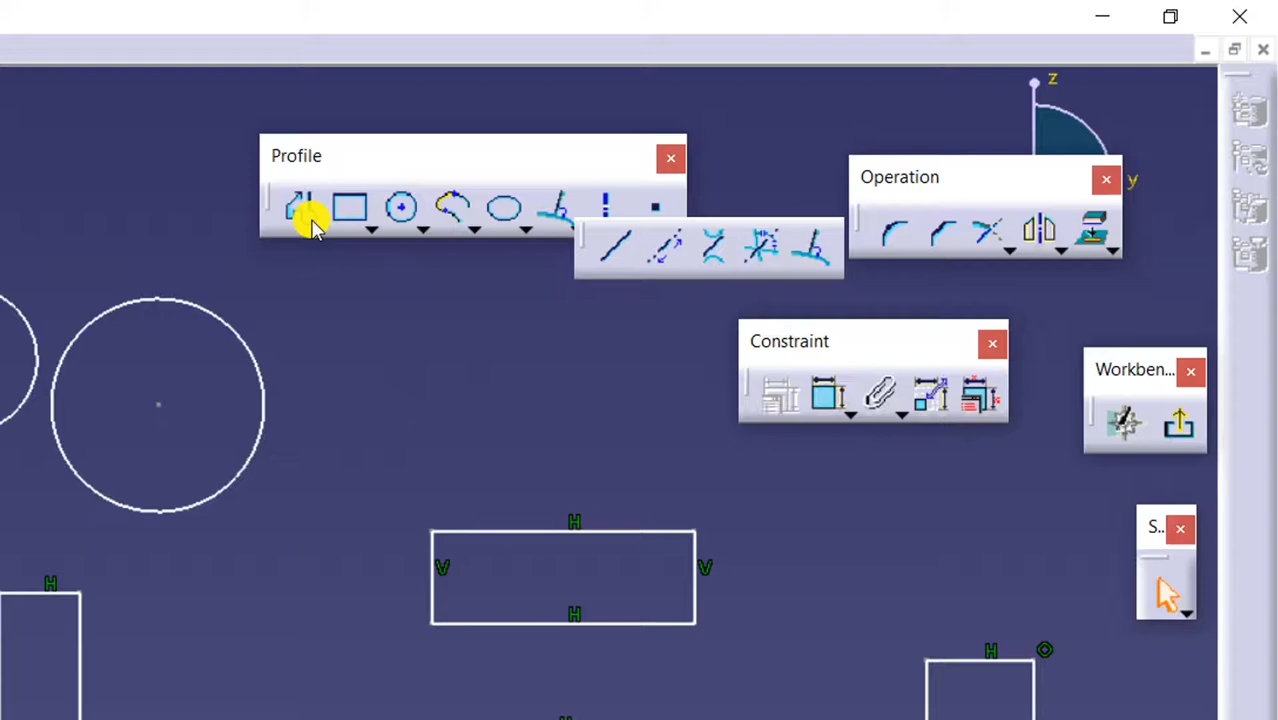 z
Profile
Operation
y
Constraint
Workben...
H
V
V
H
S..
H
H